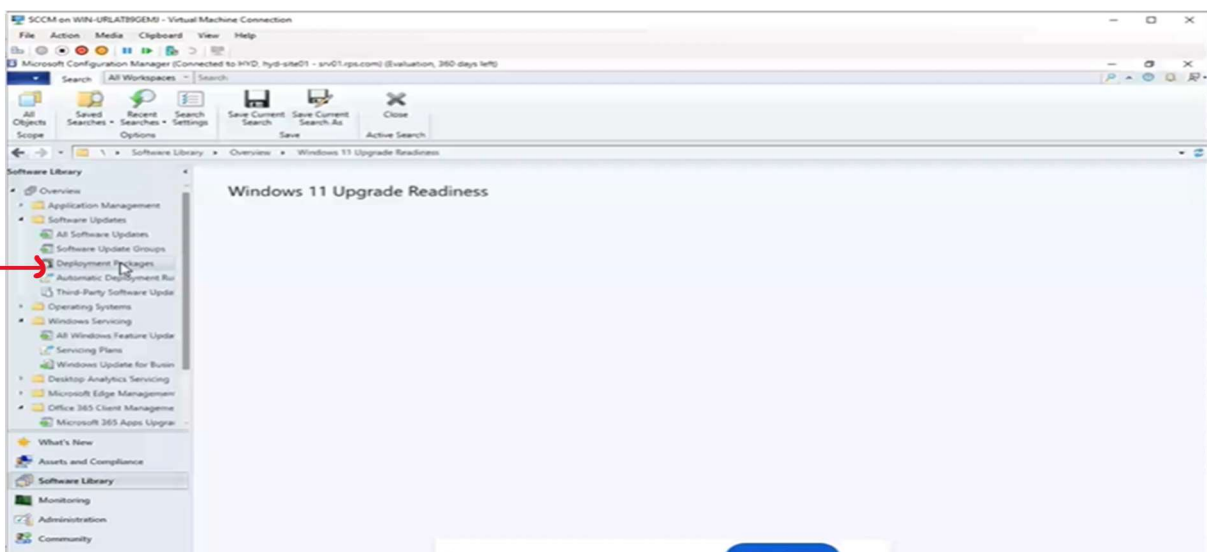 SCCM on WIN-URLAT89GEMJ - Virtual Machine Connection
File Action Media Clipboard View Help
Microsoft Configuration Manager (Connected to HYD, hyd-site01 - srv01.rps.com) (Evaluation, 360 days left)
Search All Workspaces Search
All Objects Saved Searches Recent Searches Search Settings Save Current Search Save Current Search As Close
Scope Options Save Active Search
\ Software Library Overview Windows 11 Upgrade Readiness
Software Library
Windows 11 Upgrade Readiness
Overview
Application Management
Software Updates
All Software Updates
Software Update Groups
Deployment Packages
Automatic Deployment Ru
Third-Party Software Upda
Operating Systems
Windows Servicing
All Windows Feature Updat
Servicing Plans
Windows Update for Busin
Desktop Analytics Servicing
Microsoft Edge Managemen
Office 365 Client Manageme
Microsoft 365 Apps Upgra
What's New
Assets and Compliance
Software Library
Monitoring
Administration
Community